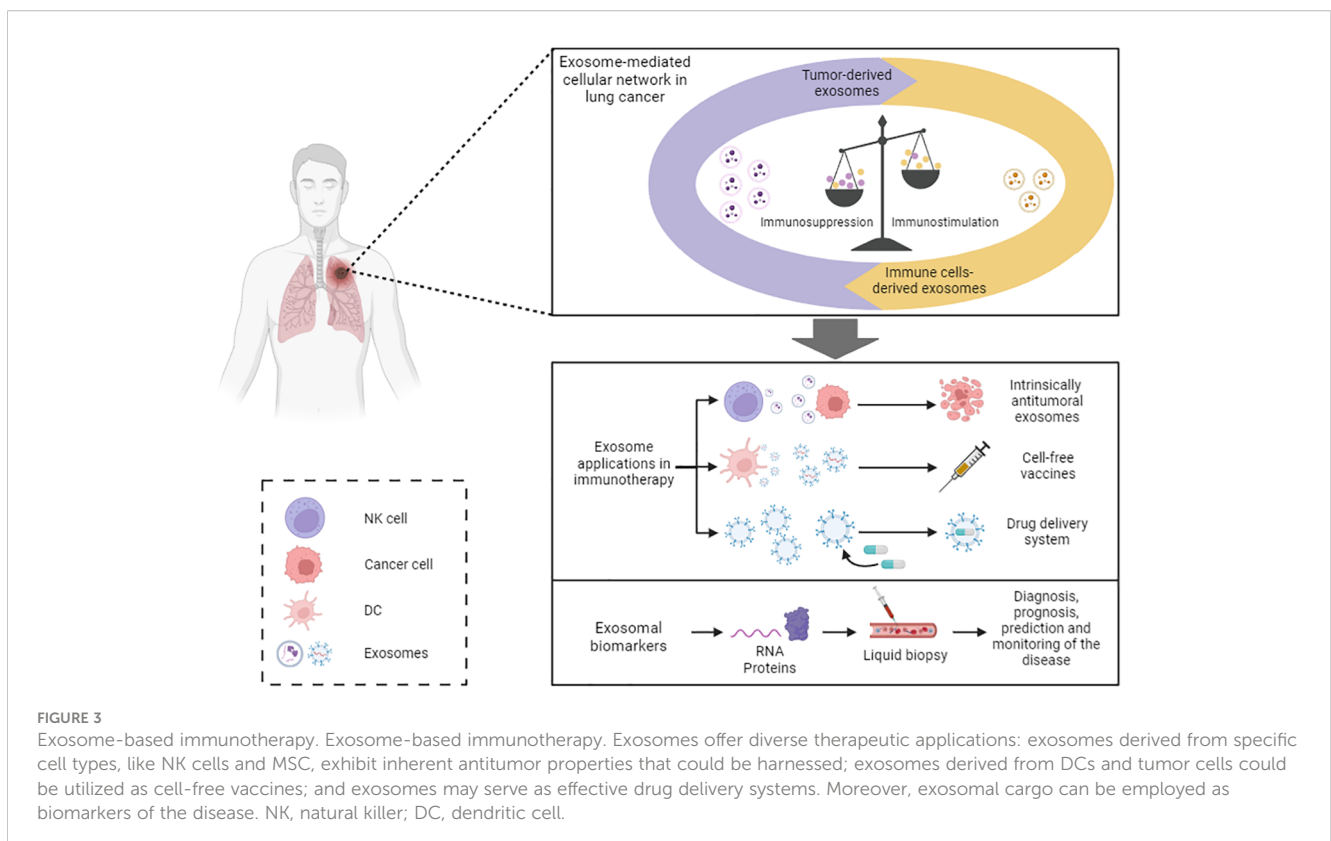 Exosome-mediated
cellular network in
lung cancer
Tumor-derived
exosomes
Immunosuppression
Immunostimulation
Immune cells-
derived exosomes
Exosome
applications in
immunotherapy
Intrinsically
antitumoral
exosomes
Cell-free
vaccines
Drug delivery
system
Exosomal
biomarkers
RNA
Proteins
Liquid biopsy
Diagnosis,
prognosis,
prediction and
monitoring of the
disease
NK cell
Cancer cell
DC
Exosomes
FIGURE 3
Exosome-based immunotherapy. Exosome-based immunotherapy. Exosomes offer diverse therapeutic applications: exosomes derived from specific
cell types, like NK cells and MSC, exhibit inherent antitumor properties that could be harnessed; exosomes derived from DCs and tumor cells could
be utilized as cell-free vaccines; and exosomes may serve as effective drug delivery systems. Moreover, exosomal cargo can be employed as
biomarkers of the disease. NK, natural killer; DC, dendritic cell.